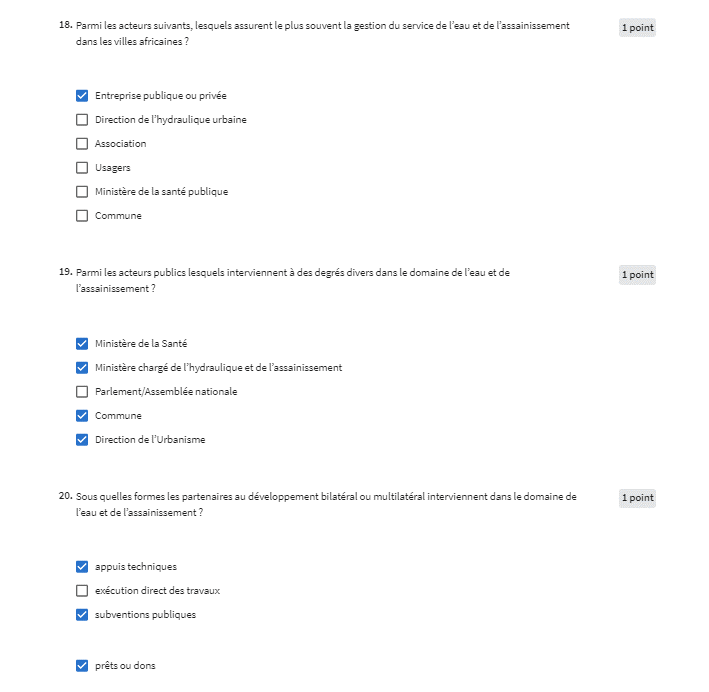 18. Parmi les acteurs suivants, lesquels assurent le plus souvent la gestion du service de l'eau et de l'assainissement
dans les villes africaines ?
1 point
Entreprise publique ou privée
Direction de l'hydraulique urbaine
Association
Usagers
Ministère de la santé publique
Commune
19. Parmi les acteurs publics lesquels interviennent à des degrés divers dans le domaine de l'eau et de
l'assainissement ?
1 point
Ministère de la Santé
Ministère chargé de l'hydraulique et de l'assainissement
Parlement/Assemblée nationale
Commune
Direction de l'Urbanisme
20. Sous quelles formes les partenaires au développement bilatéral ou multilatéral interviennent dans le domaine de
l'eau et de l'assainissement ?
1 point
appuis techniques
exécution direct des travaux
subventions publiques
prêts ou dons